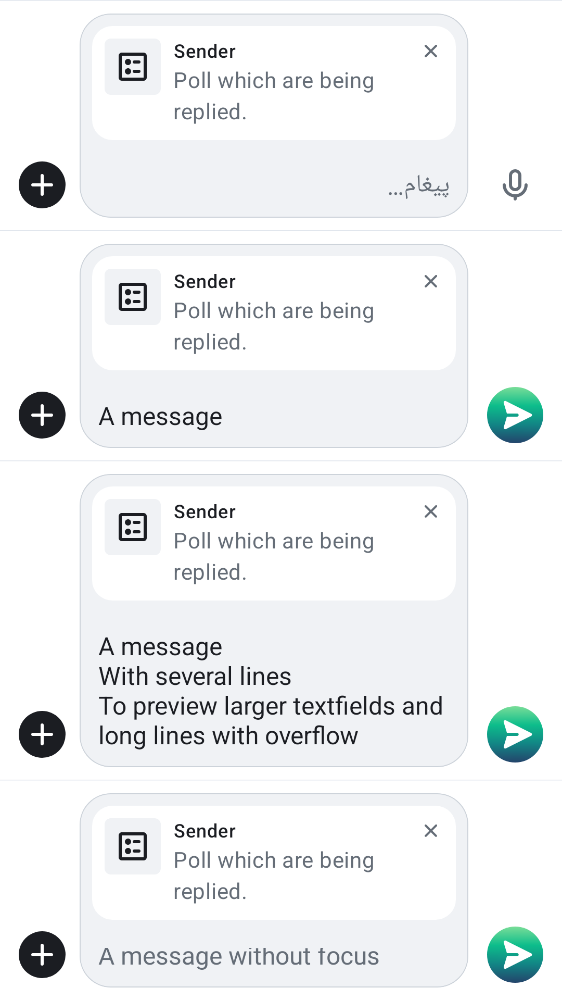 Sender
Poll which are being
replied.
پیغام…
Sender
Poll which are being
replied.
A message
Sender
Poll which are being
replied.
A message
With several lines
To preview larger textfields and
long lines with overflow
Sender
Poll which are being
replied.
A message without focus